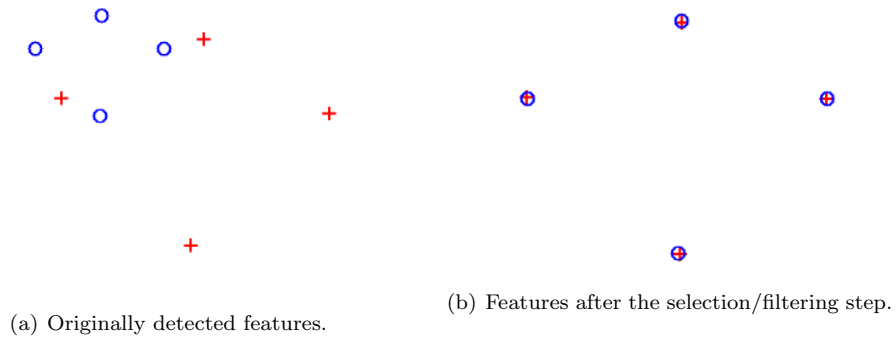 (a) Originally detected features.
(b) Features after the selection/filtering step.